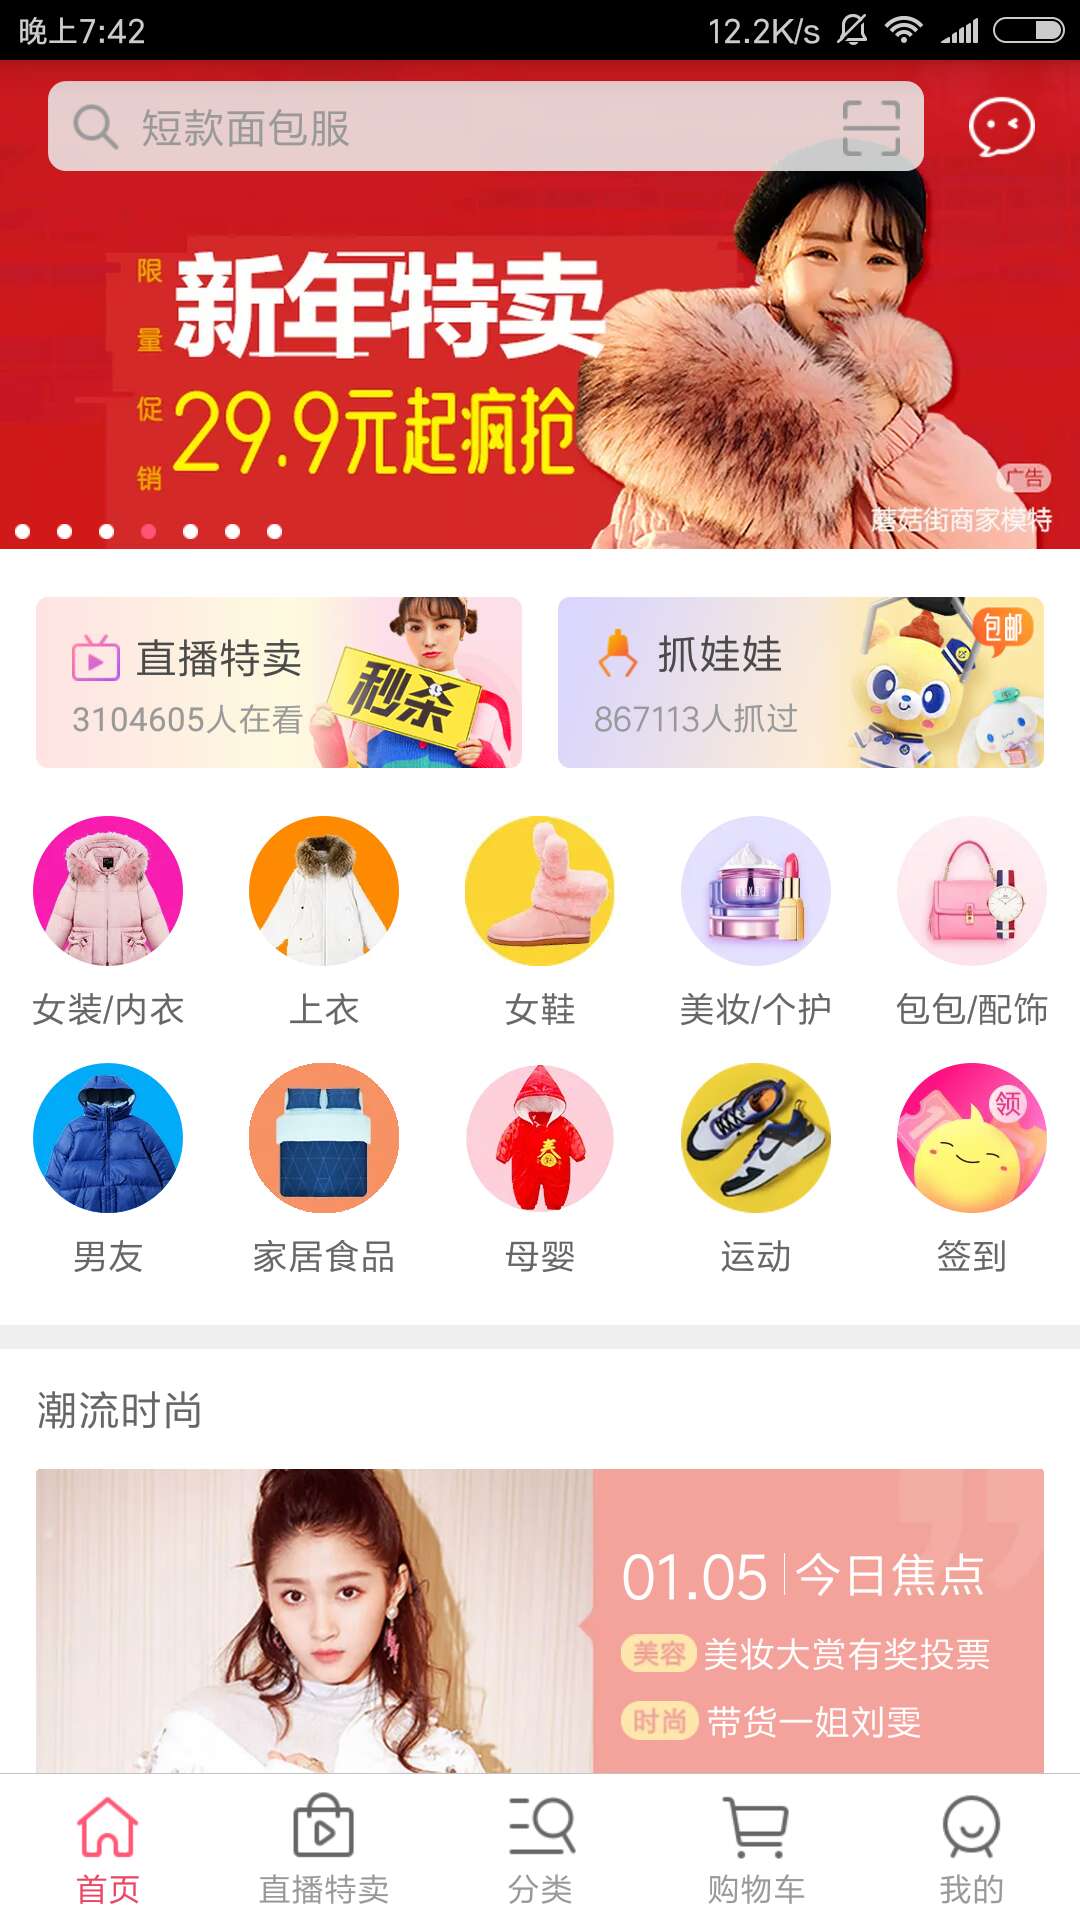 晚上7:42
12.2K/s
短款面包服
限量促销
新年特卖
29.9元起疯抢
广告
蘑菇街商家模特
直播特卖
3104605人在看
秒杀
抓娃娃
867113人抓过
包邮
女装/内衣
上衣
女鞋
美妆/个护
包包/配饰
春
领
男友
家居食品
母婴
运动
签到
潮流时尚
01.05
今日焦点
美容 美妆大赏有奖投票
时尚 带货一姐刘雯
首页
直播特卖
分类
购物车
我的